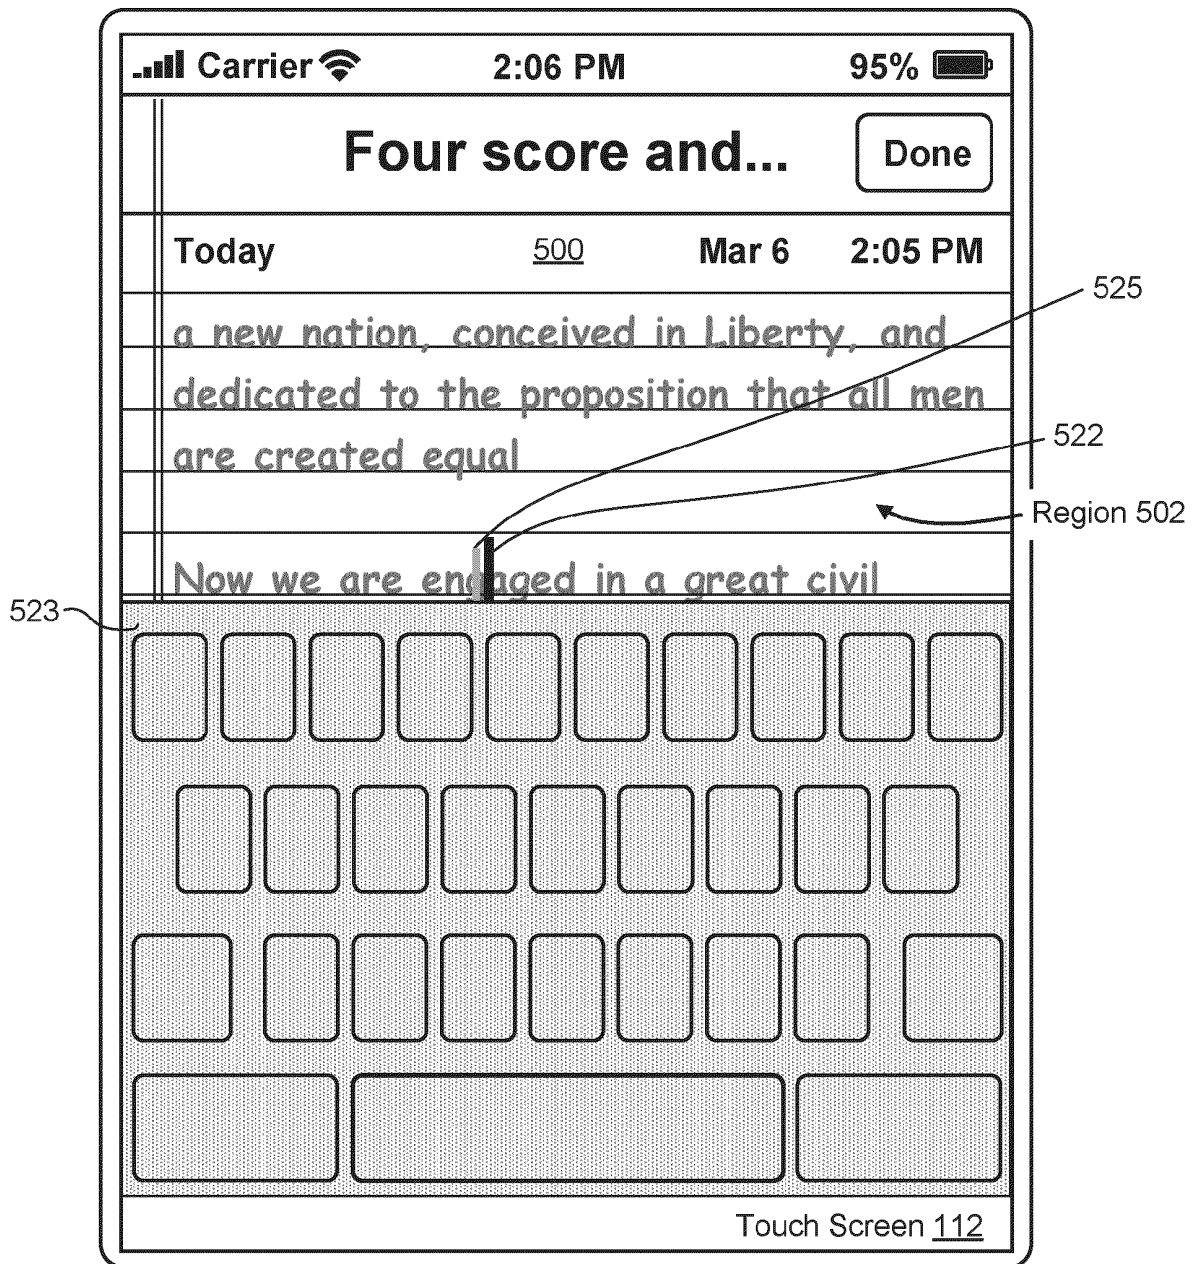 Carrier 2:06 PM 95%
Four score and... Done
Today 500 Mar 6 2:05 PM
525
a new nation, conceived in Liberty, and
dedicated to the proposition that all men
522
are created equal
Region 502
Now we are engaged in a great civil
523
Touch Screen 112